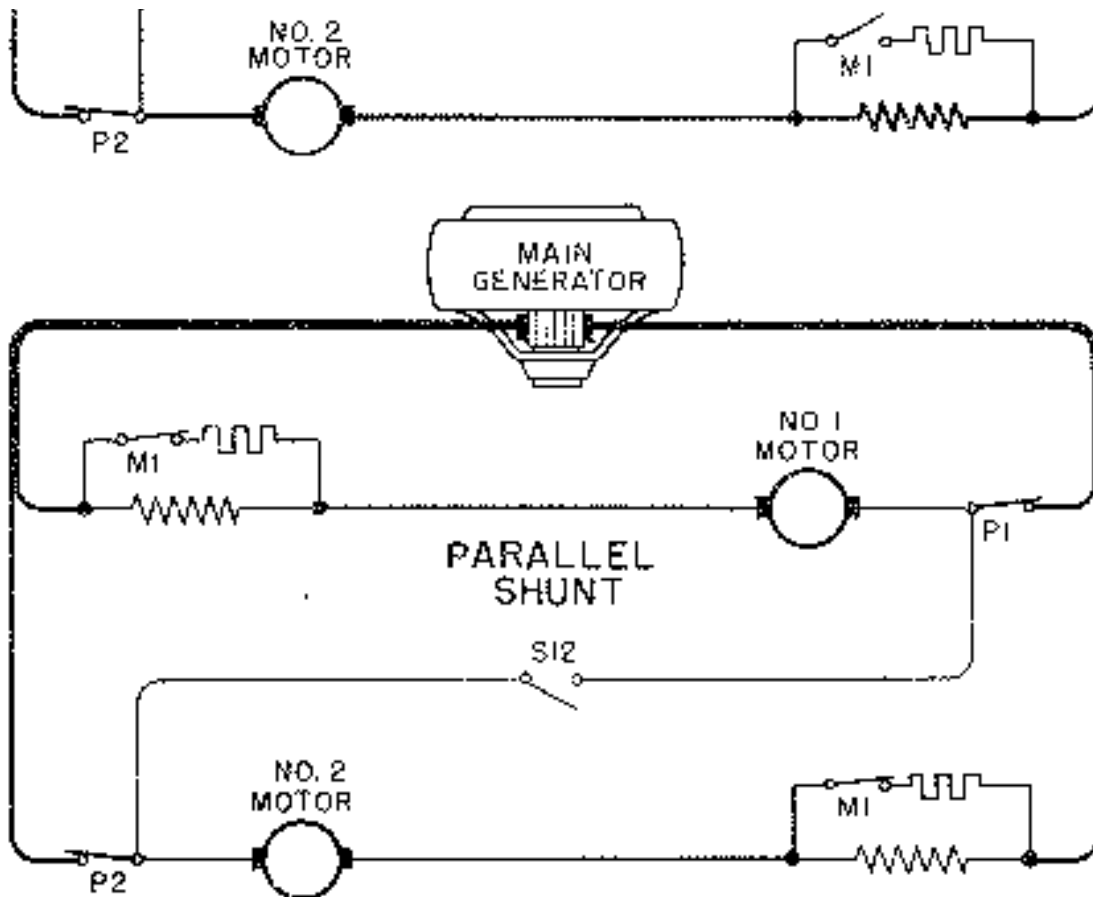 NO. 2
MOTOR
M1
P2
MAIN
GENERATOR
NO 1
MOTOR
M1
P1
PARALLEL
SHUNT
S12
NO. 2
MOTOR
M1
P2